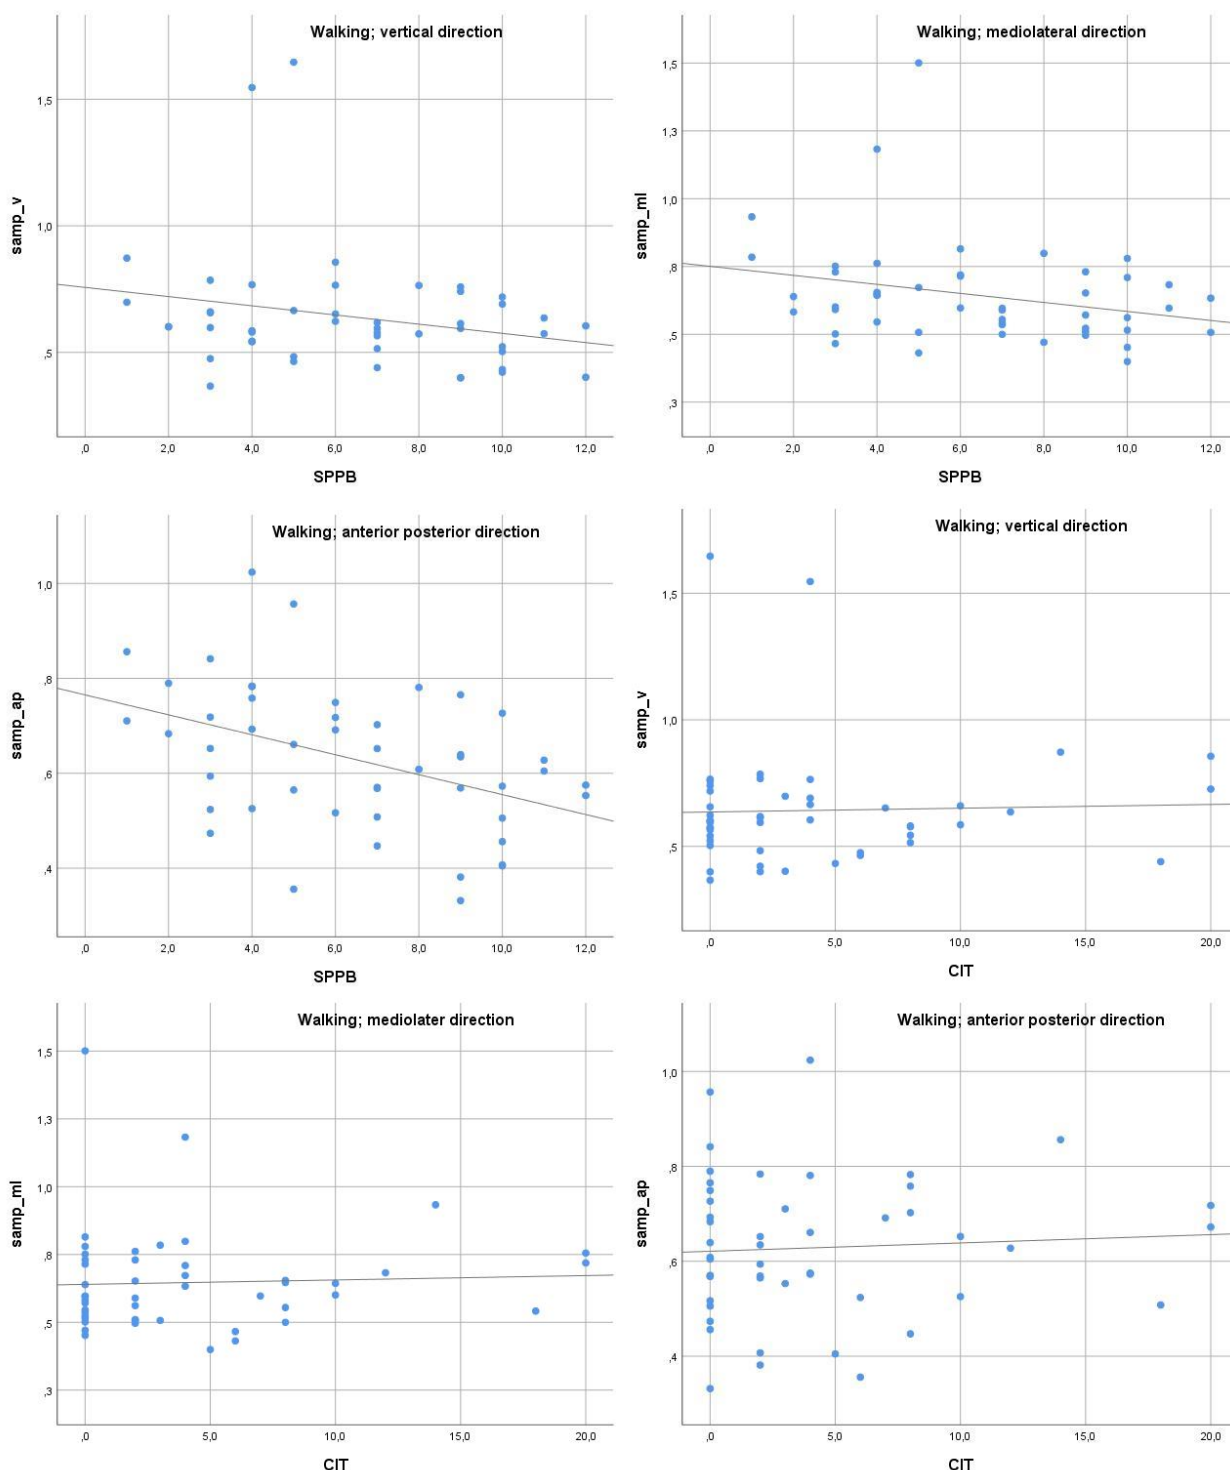 Walking; vertical direction
1,5
1,0
,5
samp_v
,0 2,0 4,0 6,0 8,0 10,0 12,0
SPPB
Walking; mediolateral direction
1,5
1,3
1,0
,8
,5
,3
samp_ml
,0 2,0 4,0 6,0 8,0 10,0 12,0
SPPB
Walking; anterior posterior direction
1,0
,8
,6
,4
samp_ap
,0 2,0 4,0 6,0 8,0 10,0 12,0
SPPB
Walking; vertical direction
1,5
1,0
,5
samp_v
,0 5,0 10,0 15,0 20,0
CIT
Walking; mediolater direction
1,5
1,3
1,0
,8
,5
,3
samp_ml
,0 5,0 10,0 15,0 20,0
CIT
Walking; anterior posterior direction
1,0
,8
,6
,4
samp_ap
,0 5,0 10,0 15,0 20,0
CIT